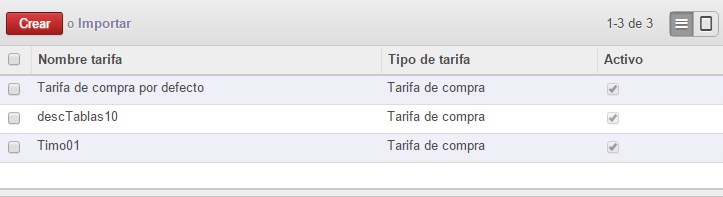 Crear o Importar 1-3 de 3
Nombre tarifa Tipo de tarifa Activo
Tarifa de compra por defecto Tarifa de compra
descTablas10 Tarifa de compra
Timo01 Tarifa de compra